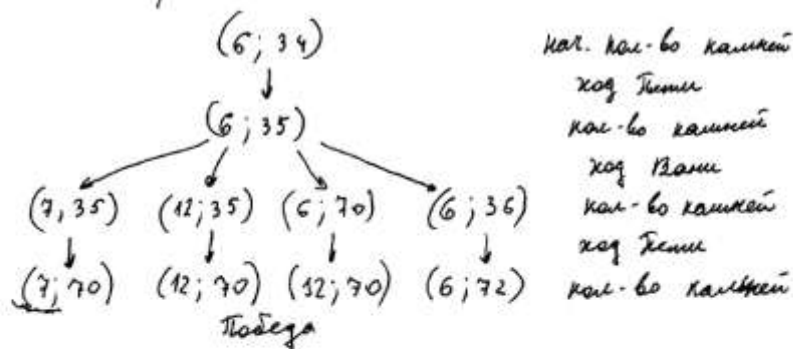 (6; 34) нач. кол-во камней
ход Пети
(6; 35) кол-во камней
ход Вани
(7, 35) (12; 35) (6; 70) (6; 36) кол-во камней
ход Пети
(7; 70) (12; 70) (12; 70) (6; 72) кол-во камней
Победа